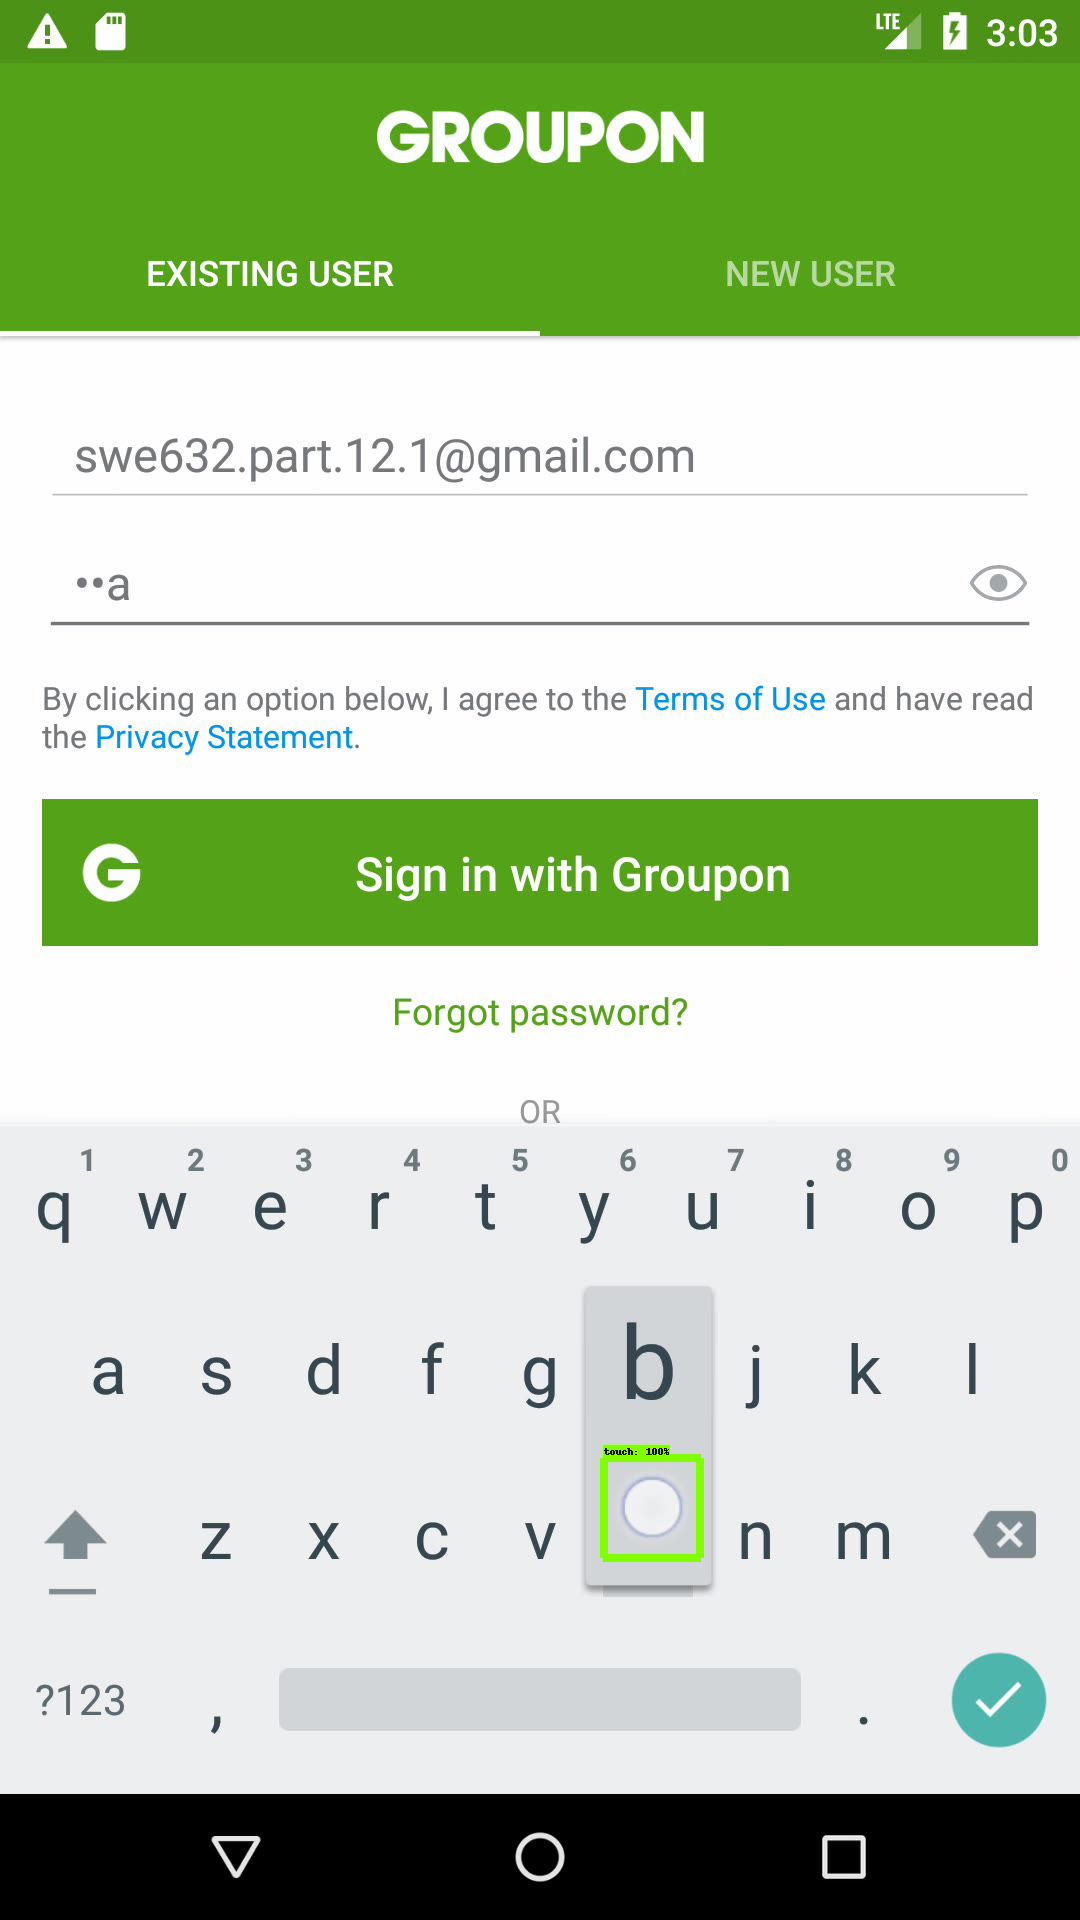 LTE 3:03
GROUPON
EXISTING USER NEW USER
swe632.part.12.1@gmail.com
••a
By clicking an option below, I agree to the Terms of Use and have read
the Privacy Statement.
G Sign in with Groupon
Forgot password?
OR
1 2 3 4 5 6 7 8 9 0
q w e r t y u i o p
a s d f g b j k l
touch: 100%
z x c v n m
?123 , .